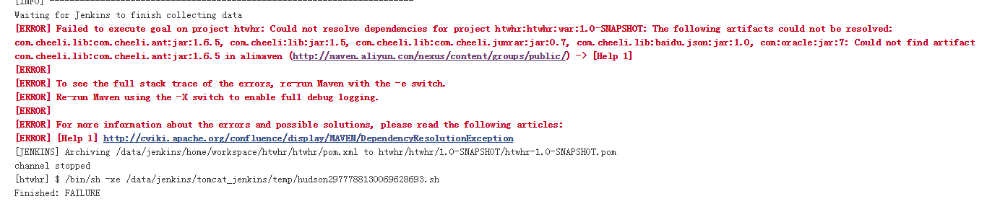 [INFO] ------------------------------------------------------------------------
Waiting for Jenkins to finish collecting data
[ERROR] Failed to execute goal on project htwhr: Could not resolve dependencies for project htwhr:htwhr:war:1.0-SNAPSHOT: The following artifacts could not be resolved:
com.cheeli.lib:com.cheeli.ant:jar:1.6.5, com.cheeli:lib:jar:1.5, com.cheeli.lib:com.cheeli.junrar:jar:0.7, com.cheeli.lib:baidu.json:jar:1.0, com:oracle:jar:7: Could not find artifact
com.cheeli.lib:com.cheeli.ant:jar:1.6.5 in alimaven (http://maven.aliyun.com/nexus/content/groups/public/) -> [Help 1]
[ERROR]
[ERROR] To see the full stack trace of the errors, re-run Maven with the -e switch.
[ERROR] Re-run Maven using the -X switch to enable full debug logging.
[ERROR]
[ERROR] For more information about the errors and possible solutions, please read the following articles:
[ERROR] [Help 1] http://cwiki.apache.org/confluence/display/MAVEN/DependencyResolutionException
[JENKINS] Archiving /data/jenkins/home/workspace/htwhr/htwhr/pom.xml to htwhr/htwhr/1.0-SNAPSHOT/htwhr-1.0-SNAPSHOT.pom
channel stopped
[htwhr] $ /bin/sh -xe /data/jenkins/tomcat_jenkins/temp/hudson2977788130069628693.sh
Finished: FAILURE